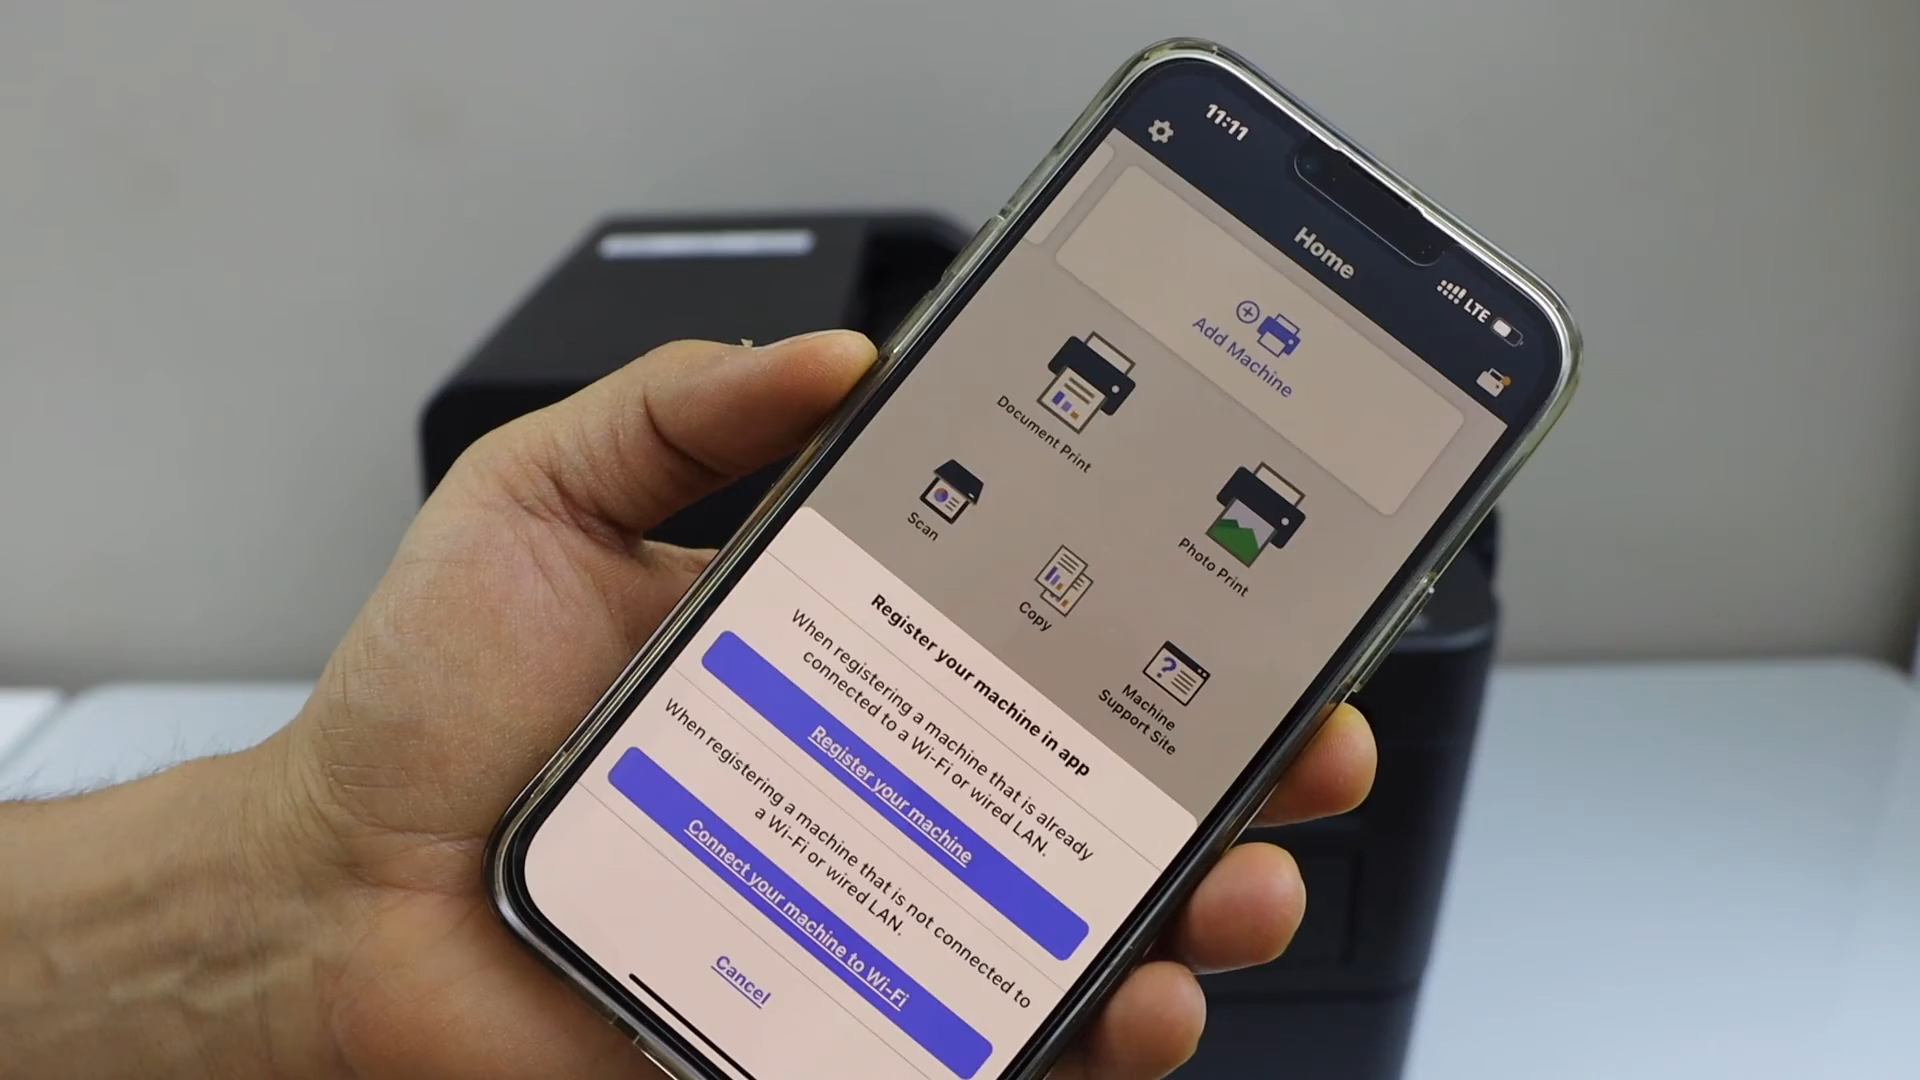 11:11
LTE
Home
Add Machine
Document Print
Photo Print
Scan
Copy
Machine
Support Site
Register your machine in app
When registering a machine that is already
connected to a Wi-Fi or wired LAN.
Register your machine
When registering a machine that is not connected to
a Wi-Fi or wired LAN.
Connect your machine to Wi-Fi
Cancel